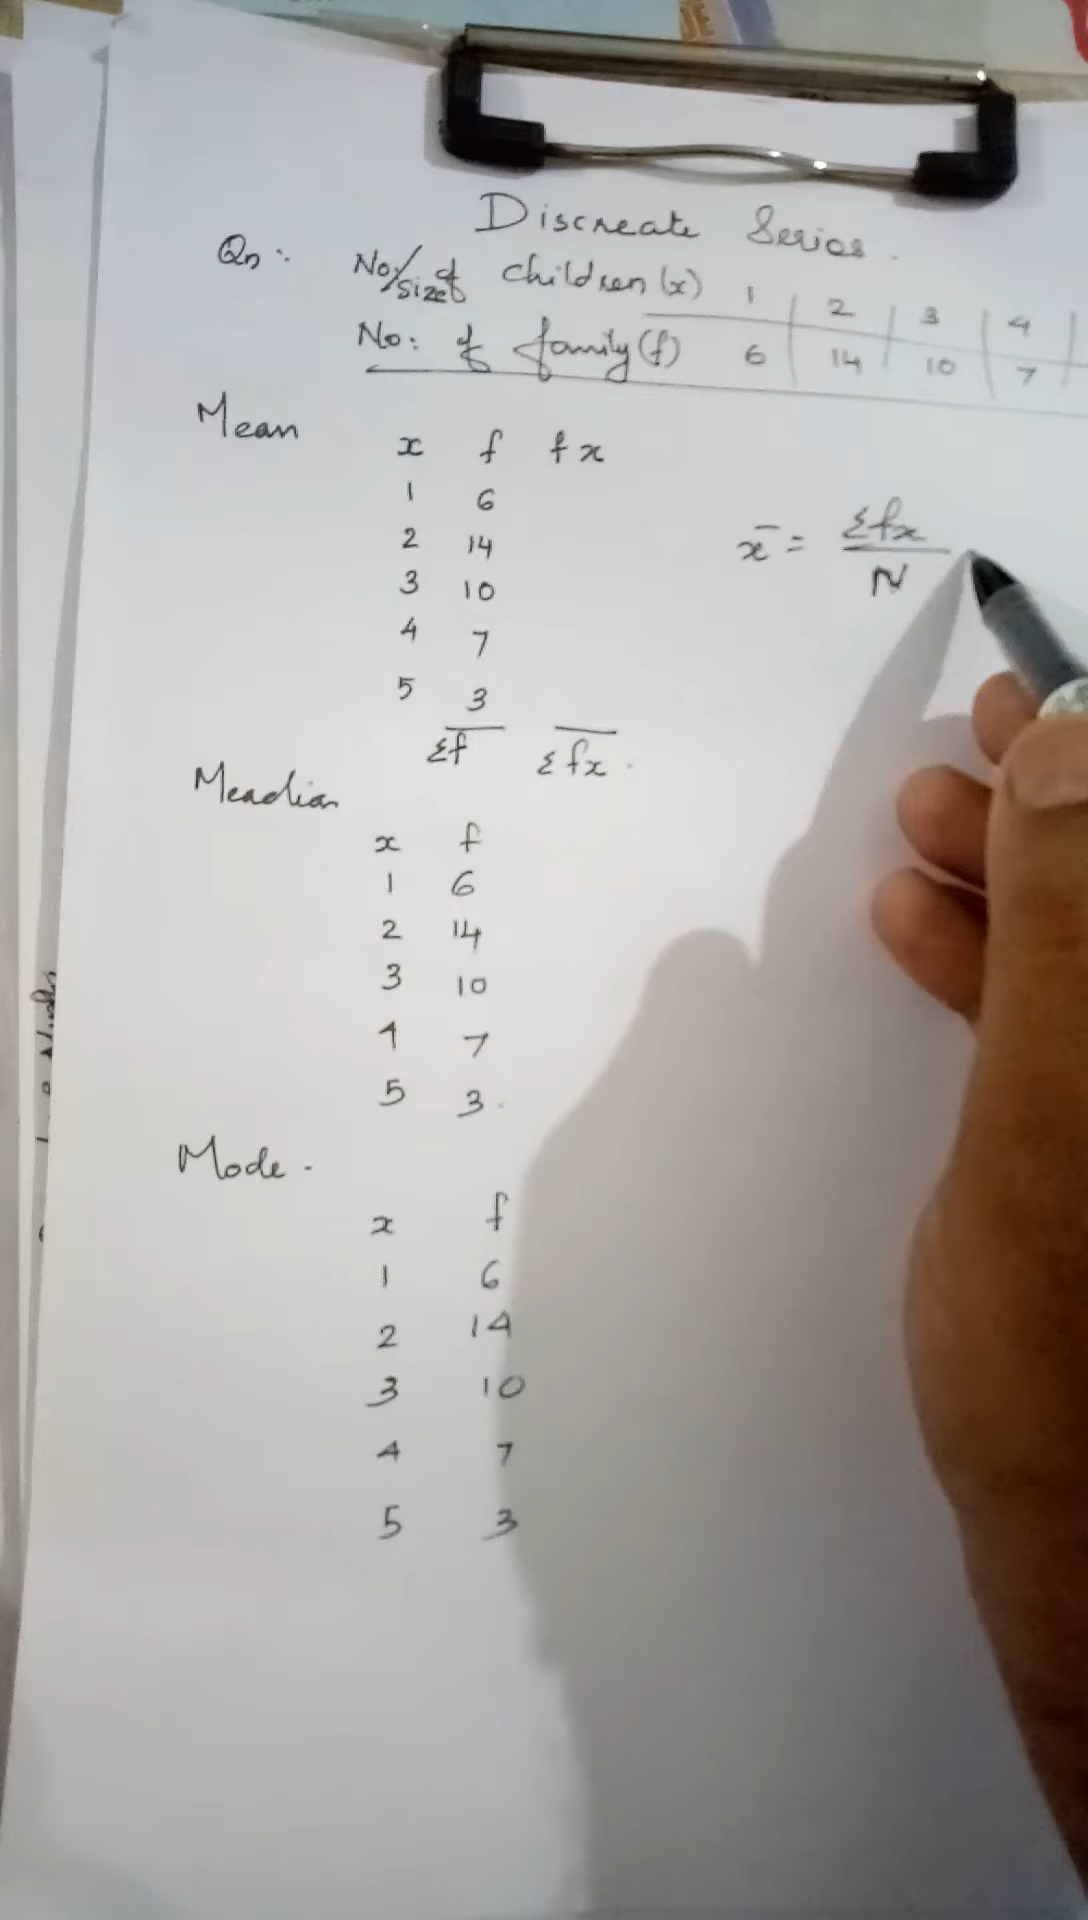 Discreate Series.
Qn: No/Size of children (x) 1 2 3 4
No: of family (f) 6 14 10 7
Mean
x f fx
1 6
2 14
3 10
4 7
5 3
Σf Σfx.
x̄ = Σfx / N
Meadian
x f
1 6
2 14
3 10
4 7
5 3.
Mode.
x f
1 6
2 14
3 10
4 7
5 3